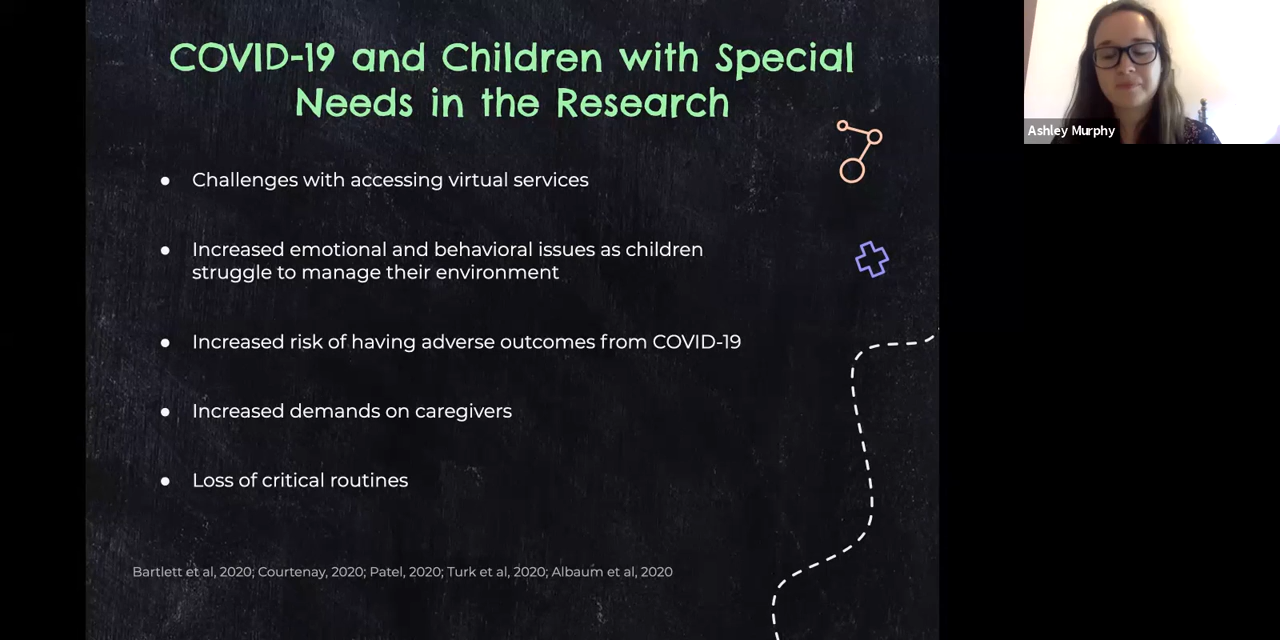 COVID-19 and Children with Special
Needs in the Research
● Challenges with accessing virtual services
● Increased emotional and behavioral issues as children
struggle to manage their environment
● Increased risk of having adverse outcomes from COVID-19
● Increased demands on caregivers
● Loss of critical routines
Bartlett et al, 2020; Courtenay, 2020; Patel, 2020; Turk et al, 2020; Albaum et al, 2020
Ashley Murphy